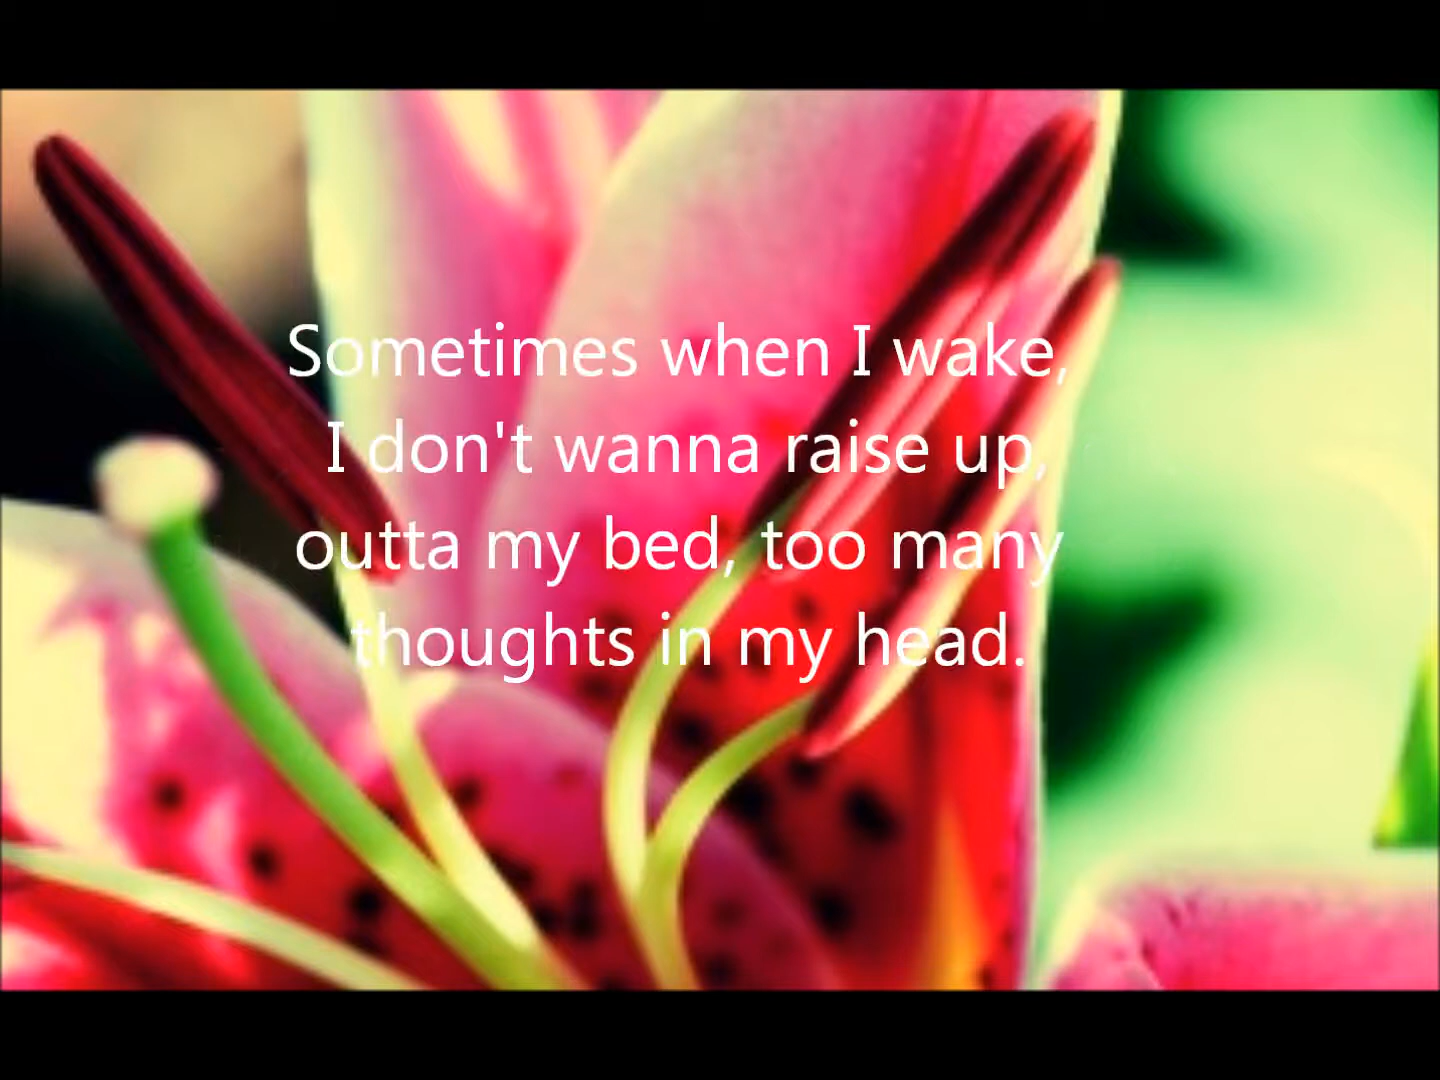 Sometimes when I wake,
I don't wanna raise up,
outta my bed, too many
thoughts in my head.